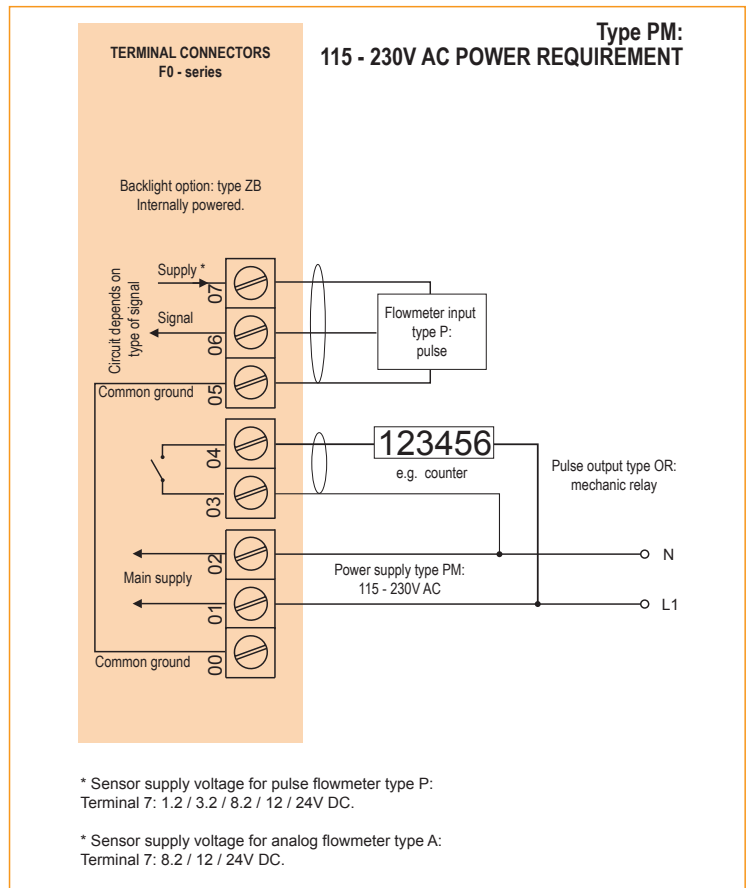 Type PM:
115 - 230V AC POWER REQUIREMENT
TERMINAL CONNECTORS
F0 - series
Backlight option: type ZB
Internally powered.
Circuit depends on
type of signal
Supply *
07
Signal
06
Common ground
05
Flowmeter input
type P:
pulse
04
03
123456
e.g. counter
Pulse output type OR:
mechanic relay
02
Main supply
01
Power supply type PM:
115 - 230V AC
N
L1
Common ground
00
* Sensor supply voltage for pulse flowmeter type P:
Terminal 7: 1.2 / 3.2 / 8.2 / 12 / 24V DC.
* Sensor supply voltage for analog flowmeter type A:
Terminal 7: 8.2 / 12 / 24V DC.